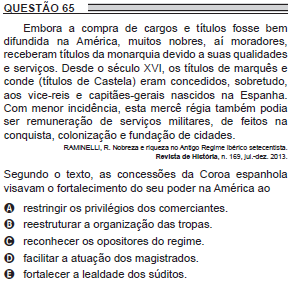 QUESTÃO 65
Embora a compra de cargos e títulos fosse bem
difundida na América, muitos nobres, aí moradores,
receberam títulos da monarquia devido a suas qualidades
e serviços. Desde o século XVI, os títulos de marquês e
conde (títulos de Castela) eram concedidos, sobretudo,
aos vice-reis e capitães-gerais nascidos na Espanha.
Com menor incidência, esta mercê régia também podia
ser remuneração de serviços militares, de feitos na
conquista, colonização e fundação de cidades.
RAMINELLI, R. Nobreza e riqueza no Antigo Regime ibérico setecentista.
Revista de História, n. 169, jul.-dez. 2013.
Segundo o texto, as concessões da Coroa espanhola
visavam o fortalecimento do seu poder na América ao
A restringir os privilégios dos comerciantes.
B reestruturar a organização das tropas.
C reconhecer os opositores do regime.
D facilitar a atuação dos magistrados.
E fortalecer a lealdade dos súditos.